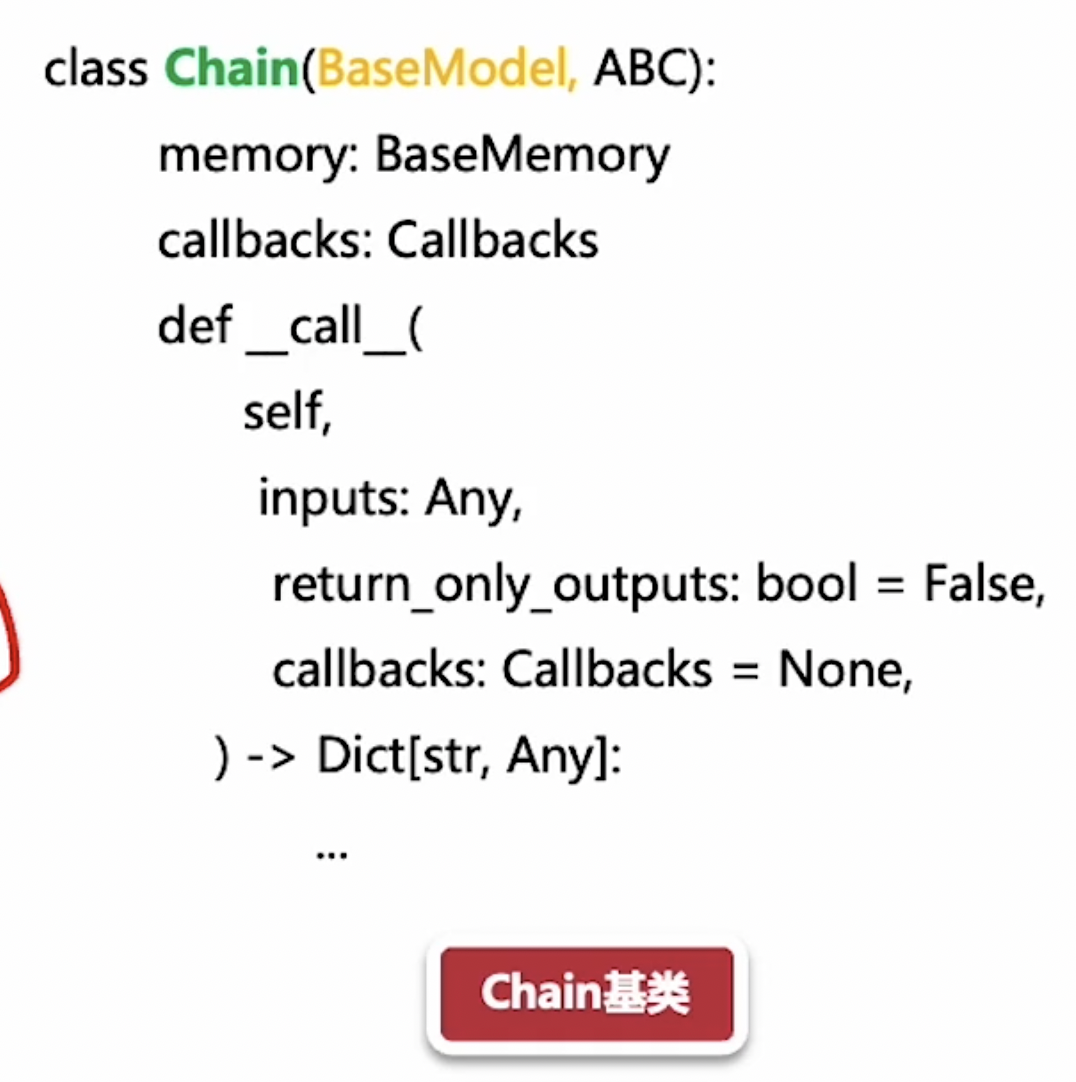 class Chain(BaseModel, ABC):
memory: BaseMemory
callbacks: Callbacks
def __call__(
self,
inputs: Any,
return_only_outputs: bool = False,
callbacks: Callbacks = None,
) -> Dict[str, Any]:
...
Chain基类